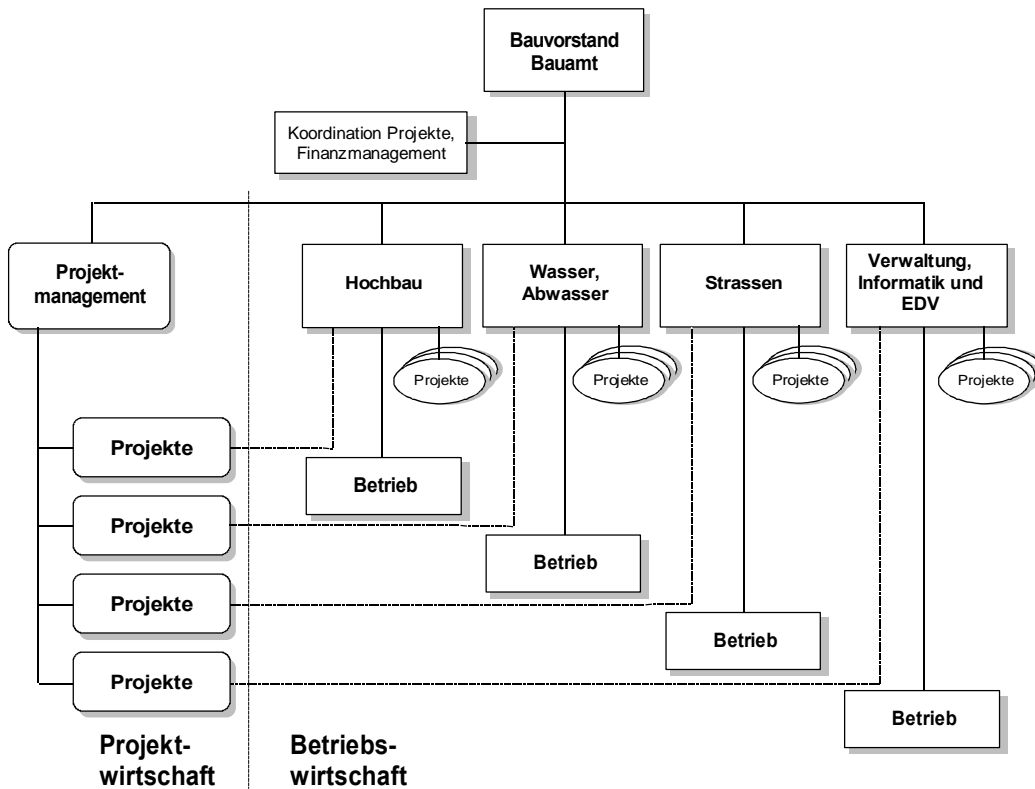 Bauvorstand
Bauamt
Koordination Projekte,
Finanzmanagement
Projekt-
management
Hochbau
Wasser,
Abwasser
Strassen
Verwaltung,
Informatik und
EDV
Projekte
Projekte
Projekte
Projekte
Projekte
Betrieb
Projekte
Betrieb
Projekte
Betrieb
Projekte
Betrieb
Projekt-
wirtschaft
Betriebs-
wirtschaft